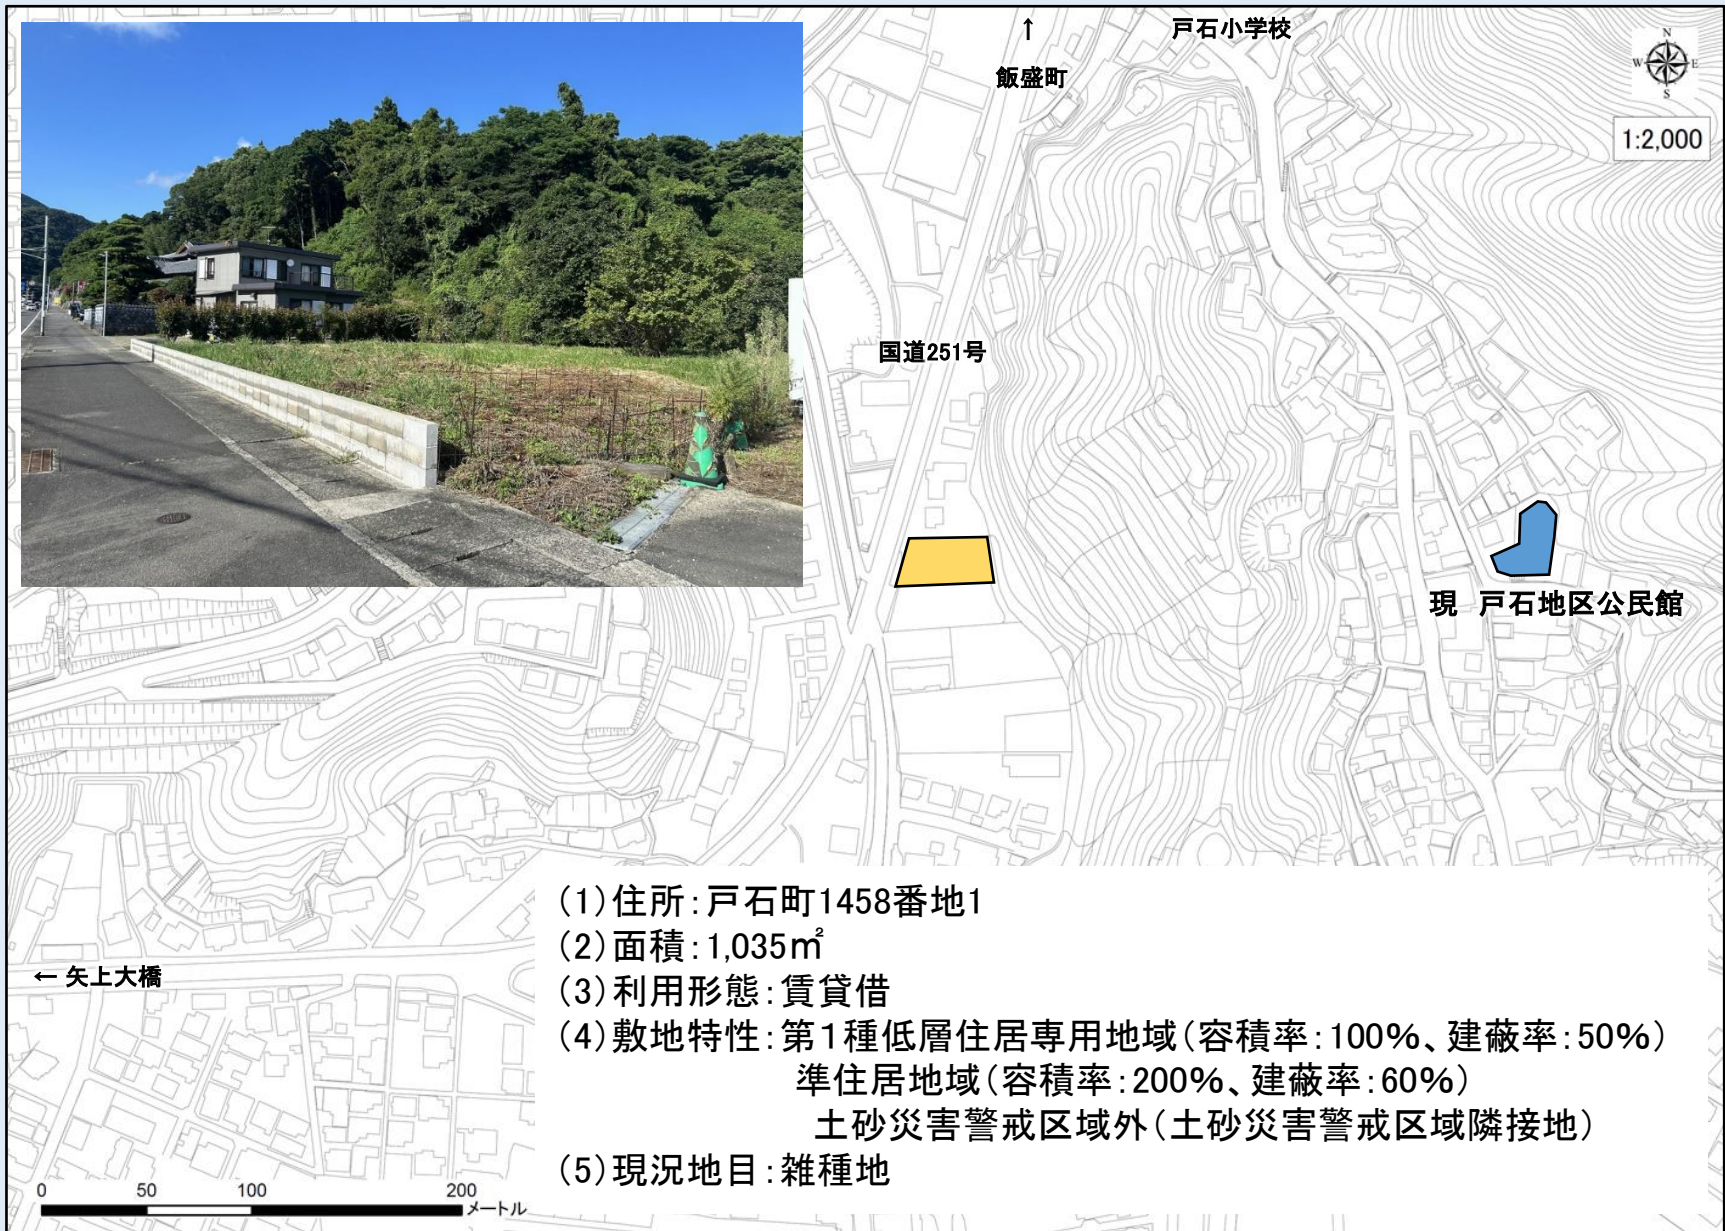 ↑
戸石小学校
飯盛町
N
W E
S
1:2,000
国道251号
現 戸石地区公民館
← 矢上大橋
(1)住所:戸石町1458番地1
(2)面積:1,035㎡
(3)利用形態:賃貸借
(4)敷地特性:第1種低層住居専用地域(容積率:100%、建蔽率:50%)
準住居地域(容積率:200%、建蔽率:60%)
土砂災害警戒区域外(土砂災害警戒区域隣接地)
(5)現況地目:雑種地
0 50 100 200
メートル